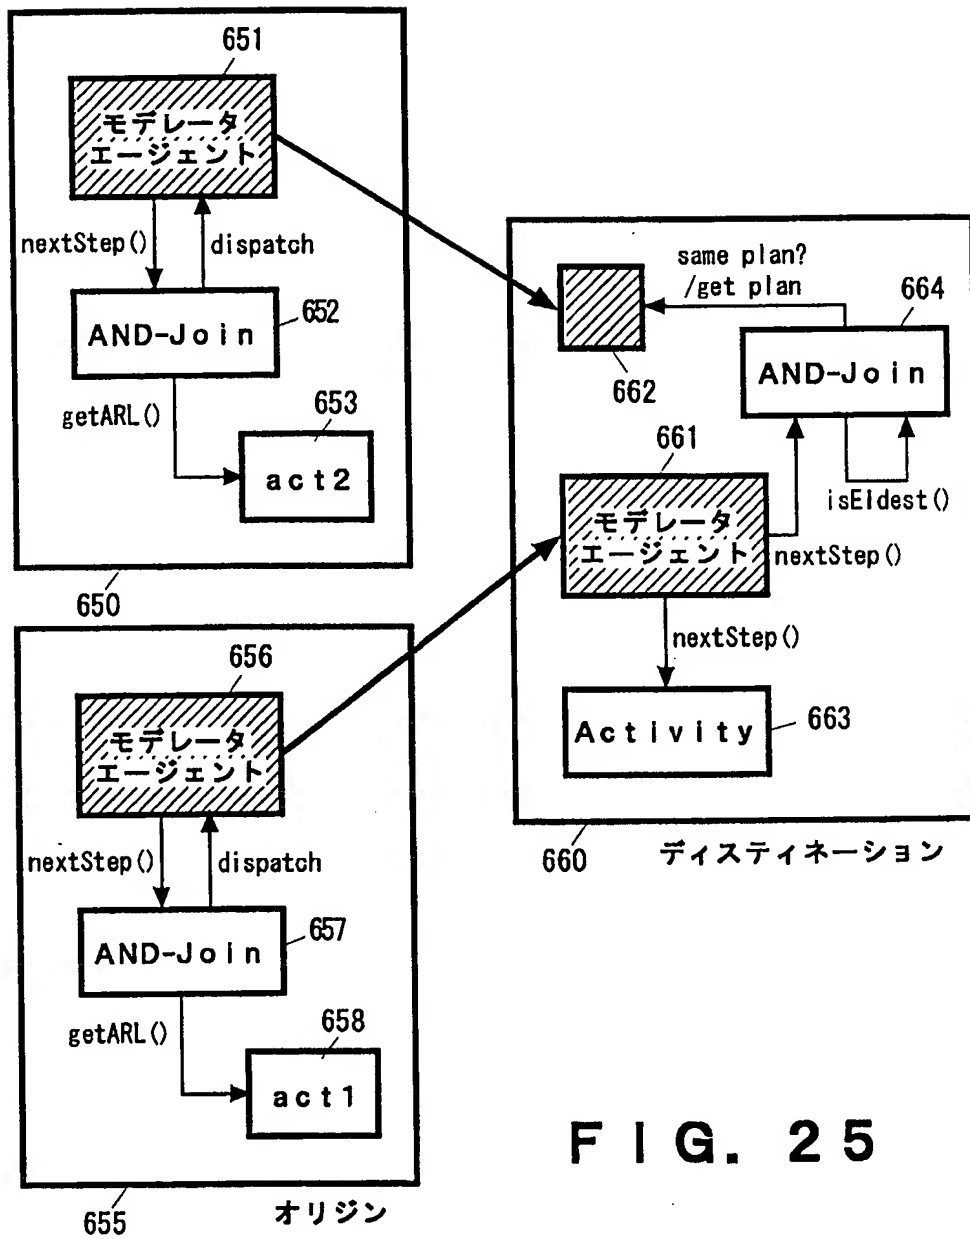 651
モデレータ
エージェント
nextStep()
dispatch
AND-Join
652
getARL()
653
act2
650
656
モデレータ
エージェント
nextStep()
dispatch
AND-Join
657
getARL()
658
act1
655
オリジン
same plan?
/get plan
664
662
AND-Join
661
isEldest()
モデレータ
エージェント
nextStep()
nextStep()
Activity
663
660
ディスティネーション
FIG. 25